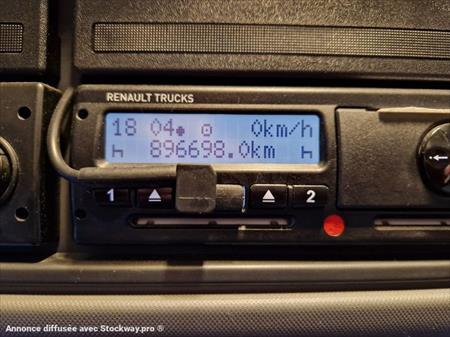 RENAULT TRUCKS
18 04 0km/h
896698.0km
1 2
Annonce diffusée avec Stockway.pro ®